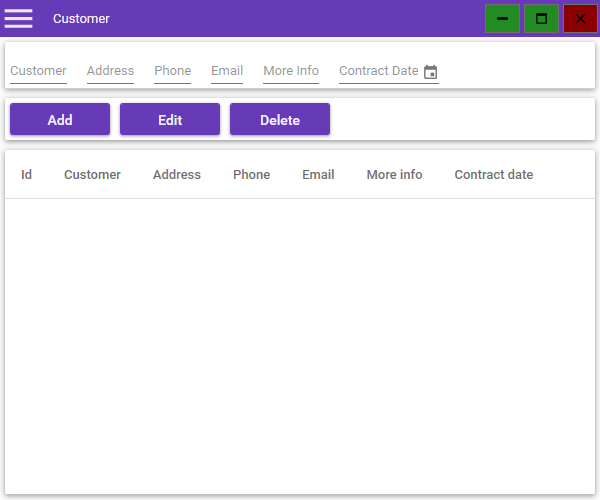 Customer
Customer Address Phone Email More Info Contract Date
Add Edit Delete
Id Customer Address Phone Email More info Contract date